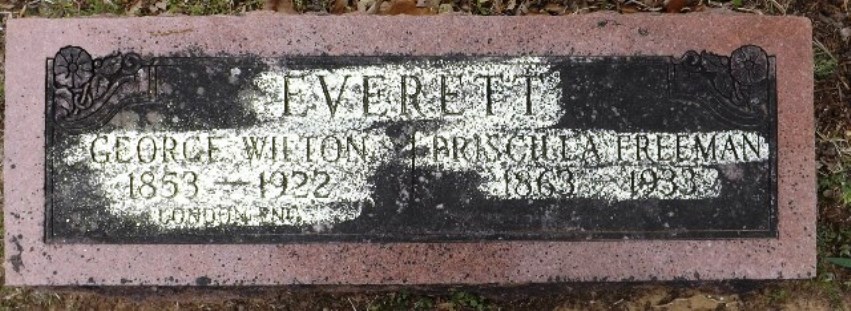 EVERETT
GEORGE WILTON PRISCILLA FREEMAN
1853 — 1922 1863 — 1933
LONDON ENG.